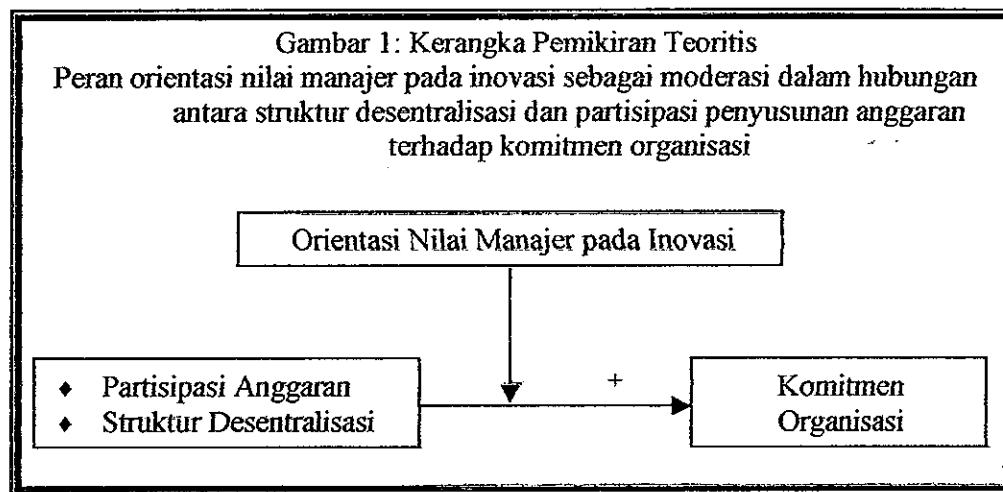 Gambar 1: Kerangka Pemikiran Teoritis
Peran orientasi nilai manajer pada inovasi sebagai moderasi dalam hubungan
antara struktur desentralisasi dan partisipasi penyusunan anggaran
terhadap komitmen organisasi
Orientasi Nilai Manajer pada Inovasi
♦ Partisipasi Anggaran
♦ Struktur Desentralisasi
+
Komitmen
Organisasi